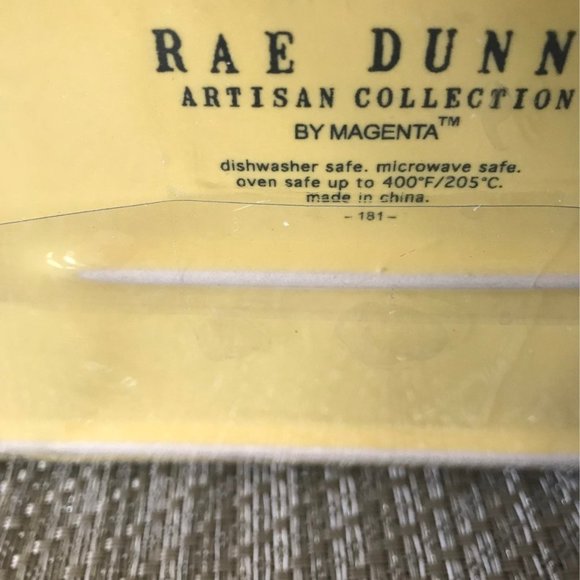 RAE DUNN
ARTISAN COLLECTION
BY MAGENTA™
dishwasher safe. microwave safe.
oven safe up to 400°F/205°C.
made in china.
- 181 -